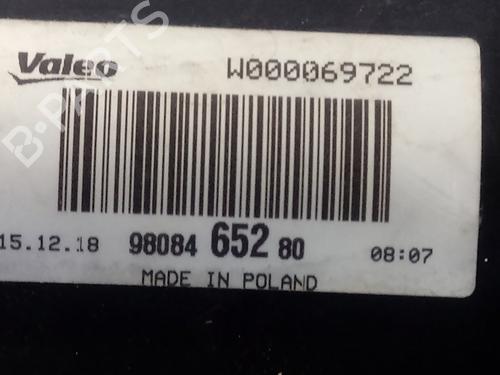 Valeo W000069722
15.12.18 98084 652 80 08:07
MADE IN POLAND
B-PARTS